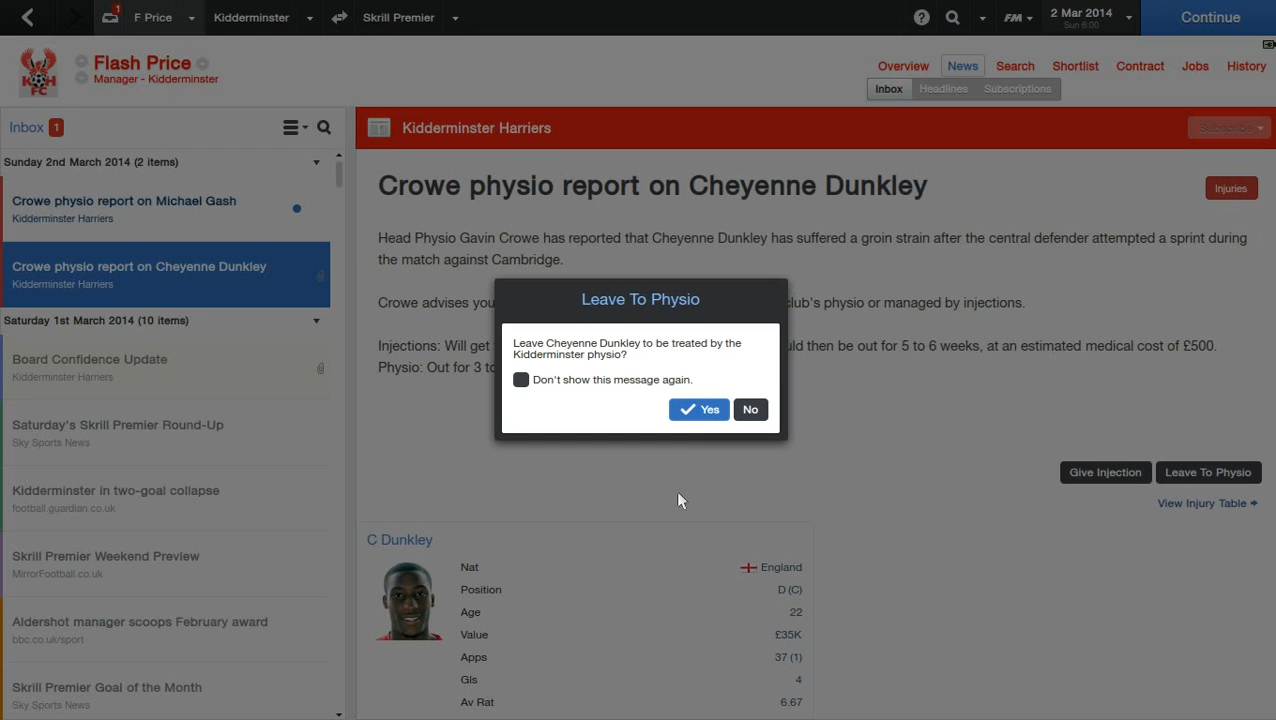 1
F Price
Kidderminster
Skrill Premier
FM
2 Mar 2014
Sun 6:00
Continue
KH
FC
Flash Price
Manager - Kidderminster
Overview News Search Shortlist Contract Jobs History
Inbox Headlines Subscriptions
Inbox 1
Sunday 2nd March 2014 (2 items)
Crowe physio report on Michael Gash
Kidderminster Harriers
Crowe physio report on Cheyenne Dunkley
Kidderminster Harriers
Saturday 1st March 2014 (10 items)
Board Confidence Update
Kidderminster Harriers
Saturday's Skrill Premier Round-Up
Sky Sports News
Kidderminster in two-goal collapse
football.guardian.co.uk
Skrill Premier Weekend Preview
MirrorFootball.co.uk
Aldershot manager scoops February award
bbc.co.uk/sport
Skrill Premier Goal of the Month
Sky Sports News
Kidderminster Harriers
Subscribe
Crowe physio report on Cheyenne Dunkley
Injuries
Head Physio Gavin Crowe has reported that Cheyenne Dunkley has suffered a groin strain after the central defender attempted a sprint during
the match against Cambridge.
Crowe advises you club's physio or managed by injections.
Injections: Will get then be out for 5 to 6 weeks, at an estimated medical cost of £500.
Physio: Out for 3 to
Leave To Physio
Leave Cheyenne Dunkley to be treated by the
Kidderminster physio?
Don't show this message again.
Yes No
Give Injection Leave To Physio
View Injury Table
C Dunkley
Nat England
Position D (C)
Age 22
Value £35K
Apps 37 (1)
Gls 4
Av Rat 6.67